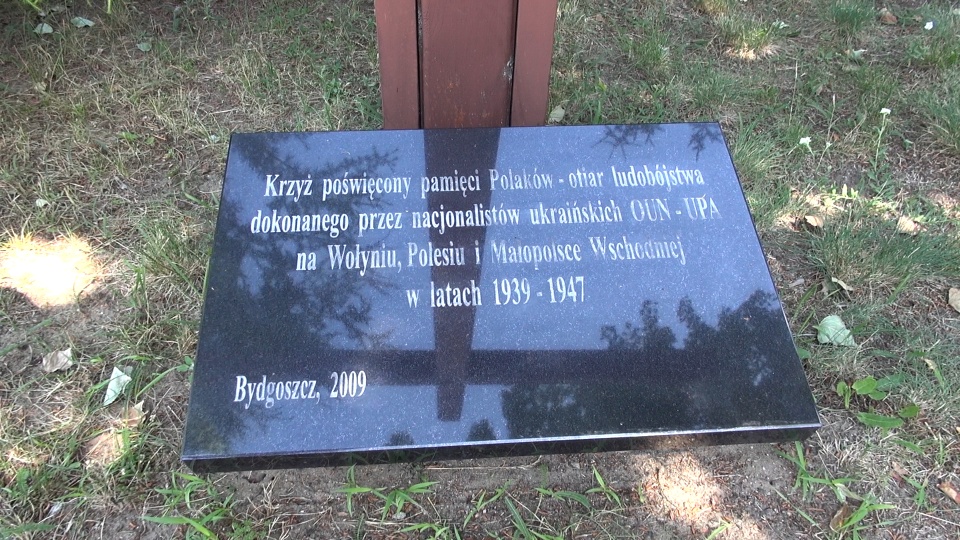 Krzyż poświęcony pamięci Polaków - ofiar ludobójstwa
dokonanego przez nacjonalistów ukraińskich OUN - UPA
na Wołyniu, Polesiu i Małopolsce Wschodniej
w latach 1939 - 1947
Bydgoszcz, 2009